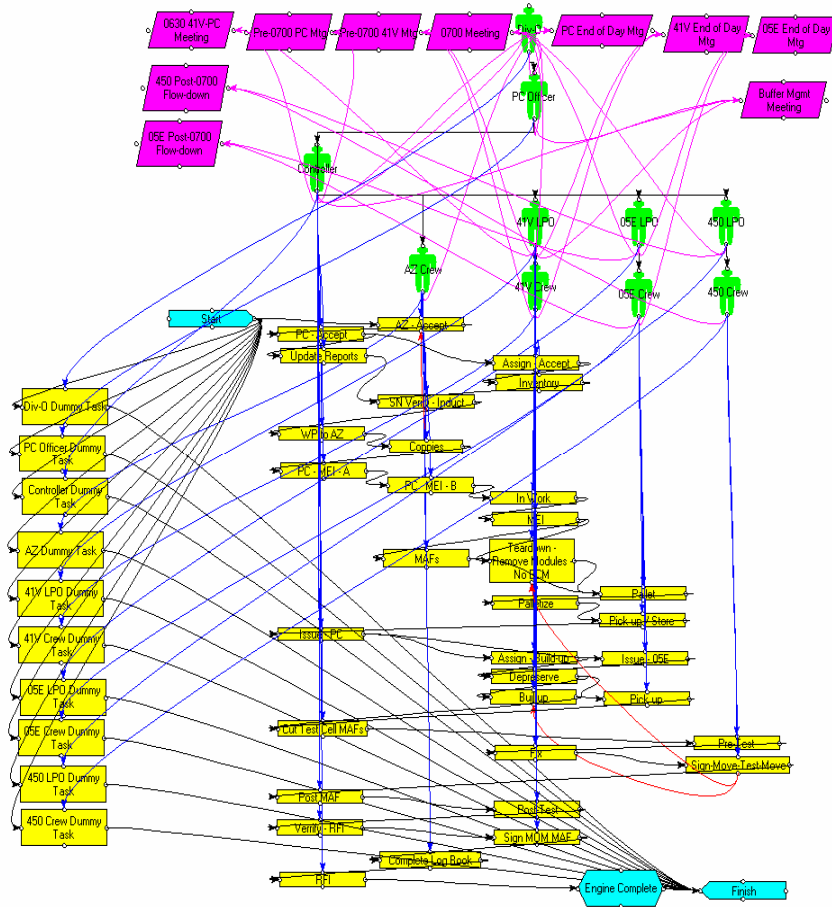 0630 41V-PC
Meeting
Pre-0700 PC Mtg
Pre-0700 41V Mtg
0700 Meeting
Div-O
PC End of Day Mtg
41V End of Day
Mtg
05E End of Day
Mtg
450 Post-0700
Flow-down
PC Officer
Buffer Mgmt
Meeting
05E Post-0700
Flow-down
Controller
41V LPO
05E LPO
450 LPO
AZ Crew
41V Crew
05E Crew
450 Crew
Start
AZ - Accept
PC - Accept
Update Reports
Assign - Accept
Inventory
Div-O Dummy Task
SN Verif - Induct
WP to AZ
PC Officer Dummy
Task
Coppies
PC - MEI - A
PC MEI - B
Controller Dummy
Task
In Work
MEI
AZ Dummy Task
MAFs
Teardown -
Remove Modules -
No ECM
41V LPO Dummy
Task
Pallet
Palletize
Pick up / Store
41V Crew Dummy
Task
Issue - PC
Assign - Build-up
Issue - 05E
Depreserve
05E LPO Dummy
Task
Buildup
Pick up
05E Crew Dummy
Task
Cut Test Cell MAFs
Pre-Test
Fix
Sign-Move-Test-Move
450 LPO Dummy
Task
Post MAF
Post-Test
450 Crew Dummy
Task
Verrify - RFI
Sign MOM MAF
Complete Log Book
RFI
Engine Complete
Finish